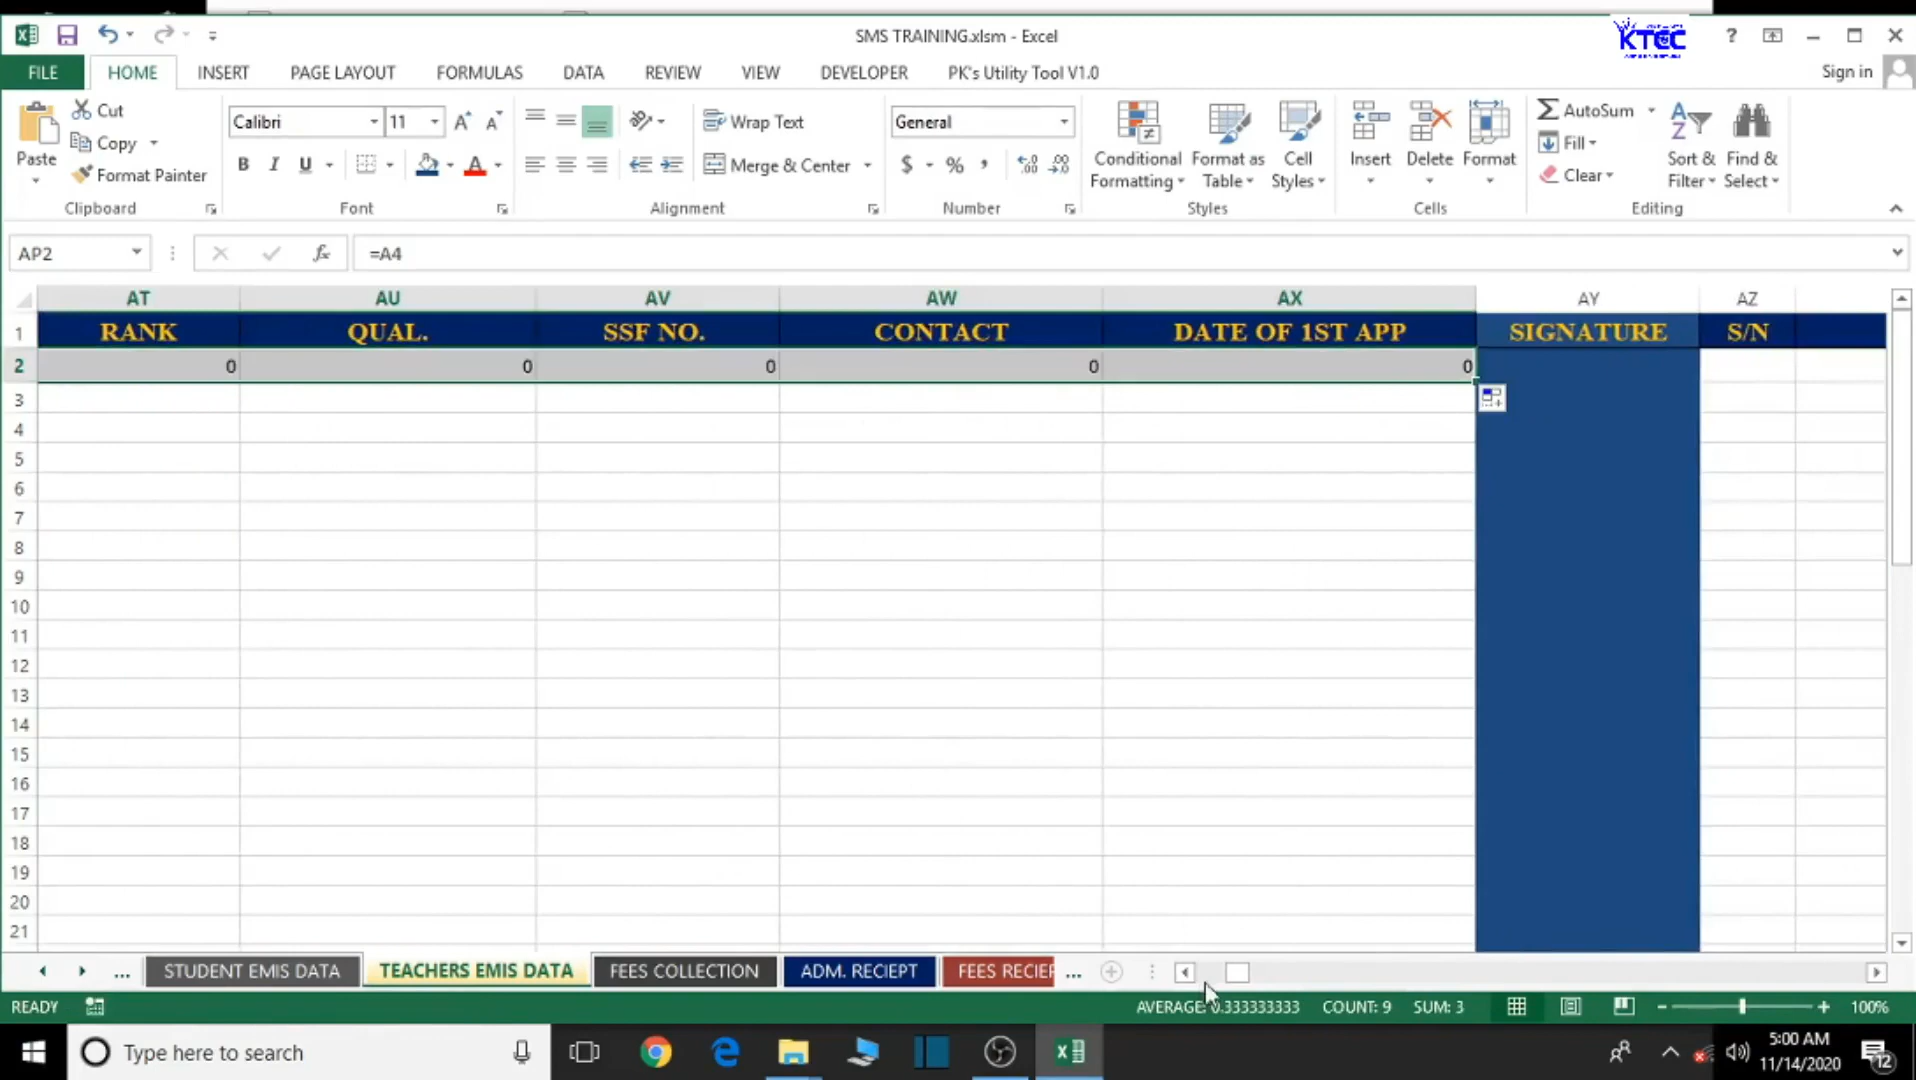 SMS TRAINING.xlsm - Excel
KTCC
?
FILE HOME INSERT PAGE LAYOUT FORMULAS DATA REVIEW VIEW DEVELOPER PK's Utility Tool V1.0 Sign in
Paste
Cut
Copy
Format Painter
Clipboard
Calibri 11
B I U
Font
Wrap Text
Merge & Center
Alignment
General
$ % ,
Number
Conditional Formatting
Format as Table
Cell Styles
Styles
Insert Delete Format
Cells
AutoSum
Fill
Clear
Sort & Filter
Find & Select
Editing
AP2 fx =A4
AT AU AV AW AX AY AZ
1 RANK QUAL. SSF NO. CONTACT DATE OF 1ST APP SIGNATURE S/N
2 0 0 0 0 0
3
4
5
6
7
8
9
10
11
12
13
14
15
16
17
18
19
20
21
... STUDENT EMIS DATA TEACHERS EMIS DATA FEES COLLECTION ADM. RECIEPT FEES RECIEP ...
READY AVERAGE: 0.333333333 COUNT: 9 SUM: 3 100%
Type here to search
5:00 AM
11/14/2020
12